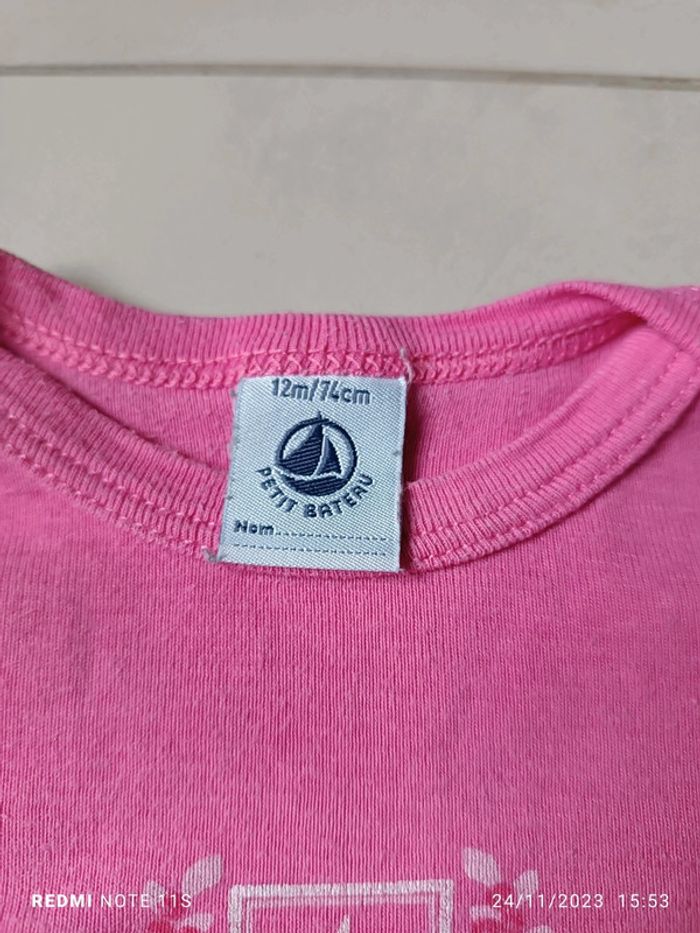 12m/74cm
PETIT BATEAU
Nom
REDMI NOTE 11S
24/11/2023 15:53